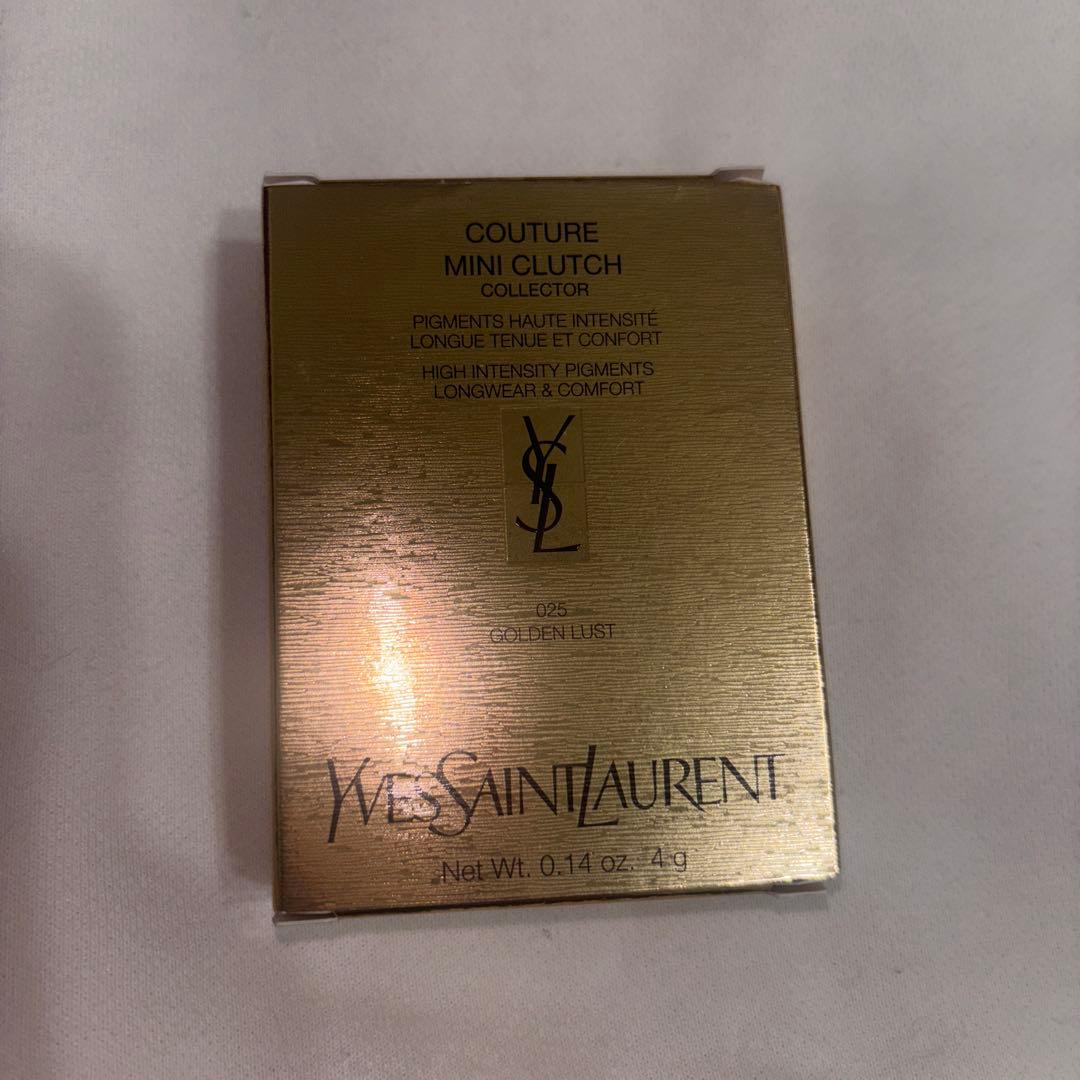 COUTURE
MINI CLUTCH
COLLECTOR
PIGMENTS HAUTE INTENSITÉ
LONGUE TENUE ET CONFORT
HIGH INTENSITY PIGMENTS
LONGWEAR & COMFORT
YSL
025
GOLDEN LUST
YVESSAINTLAURENT
Net Wt. 0.14 oz. 4 g